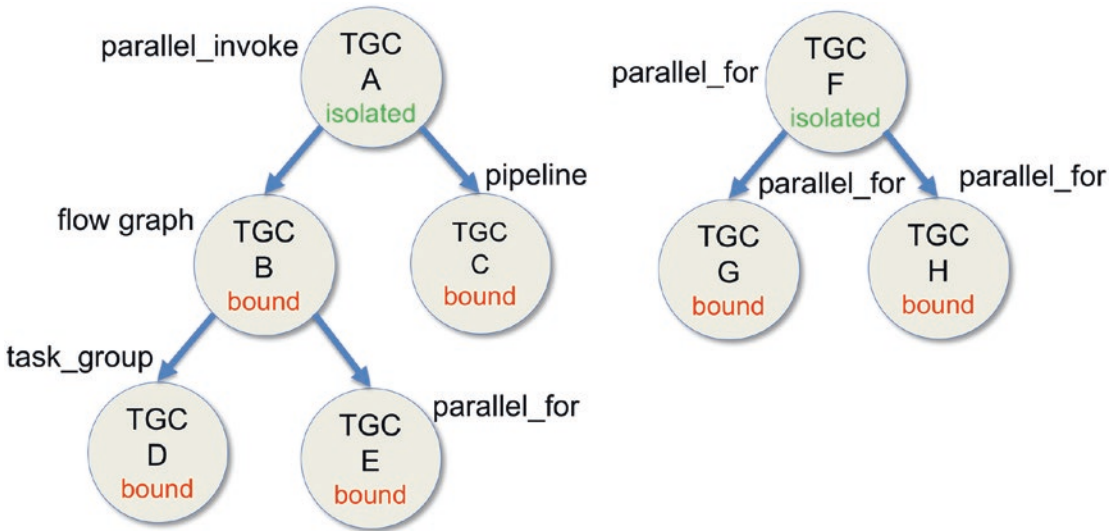 parallel_invoke
TGC
A
isolated
flow graph
TGC
B
bound
pipeline
TGC
C
bound
task_group
TGC
D
bound
parallel_for
TGC
E
bound
parallel_for
TGC
F
isolated
parallel_for
TGC
G
bound
parallel_for
TGC
H
bound